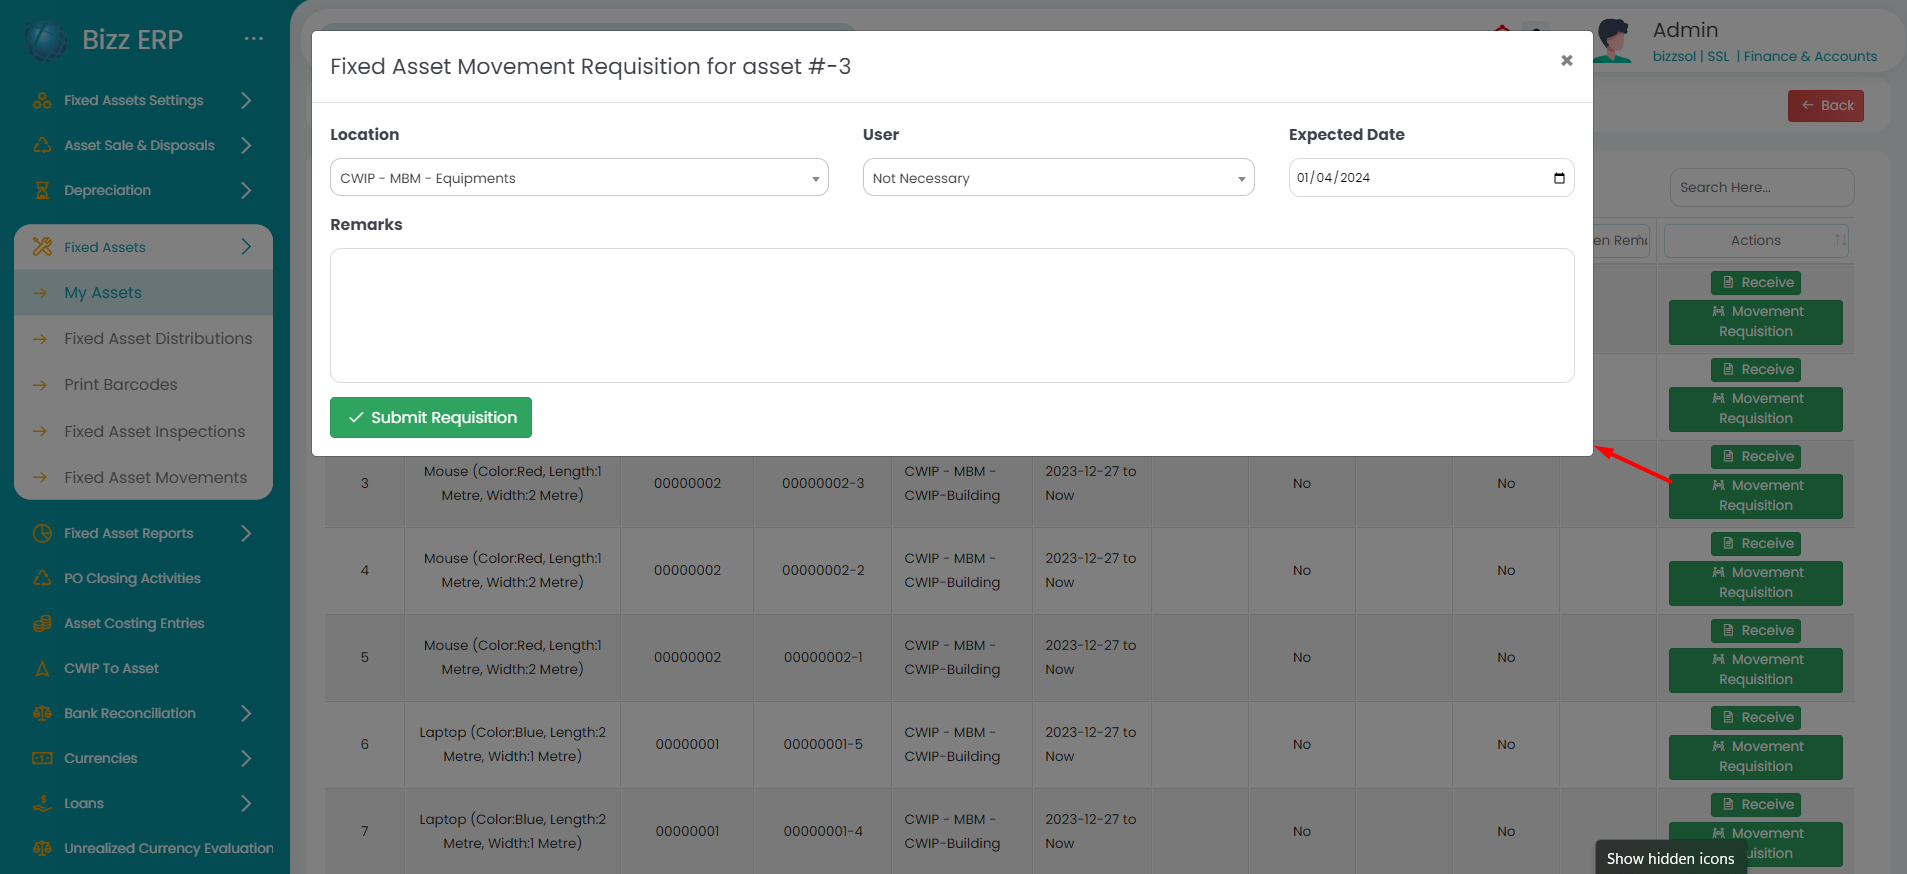 Bizz ERP
Fixed Assets Settings
Asset Sale & Disposals
Depreciation
Fixed Assets
My Assets
Fixed Asset Distributions
Print Barcodes
Fixed Asset Inspections
Fixed Asset Movements
Fixed Asset Reports
PO Closing Activities
Asset Costing Entries
CWIP To Asset
Bank Reconciliation
Currencies
Loans
Unrealized Currency Evaluation
Admin
bizzsol | SSL | Finance & Accounts
Back
Fixed Asset Movement Requisition for asset #-3
Location
User
Expected Date
CWIP - MBM - Equipments
Not Necessary
01/04/2024
Remarks
Submit Requisition
Search Here...
Actions
Receive
Movement
Requisition
Receive
Movement
Requisition
3
Mouse (Color:Red, Length:1
Metre, Width:2 Metre)
00000002
00000002-3
CWIP - MBM -
CWIP-Building
2023-12-27 to
Now
No
No
Receive
Movement
Requisition
4
Mouse (Color:Red, Length:1
Metre, Width:2 Metre)
00000002
00000002-2
CWIP - MBM -
CWIP-Building
2023-12-27 to
Now
No
No
Receive
Movement
Requisition
5
Mouse (Color:Red, Length:1
Metre, Width:2 Metre)
00000002
00000002-1
CWIP - MBM -
CWIP-Building
2023-12-27 to
Now
No
No
Receive
Movement
Requisition
6
Laptop (Color:Blue, Length:2
Metre, Width:1 Metre)
00000001
00000001-5
CWIP - MBM -
CWIP-Building
2023-12-27 to
Now
No
No
Receive
Movement
Requisition
7
Laptop (Color:Blue, Length:2
Metre, Width:1 Metre)
00000001
00000001-4
CWIP - MBM -
CWIP-Building
2023-12-27 to
Now
No
No
Receive
Movement
Show hidden icons